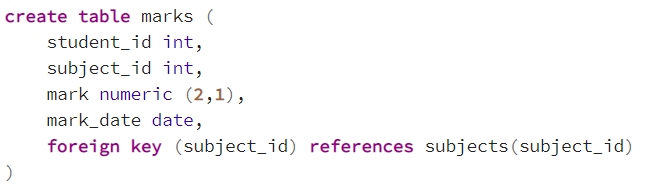 create table marks (
    student_id int,
    subject_id int,
    mark numeric (2,1),
    mark_date date,
    foreign key (subject_id) references subjects(subject_id)
)